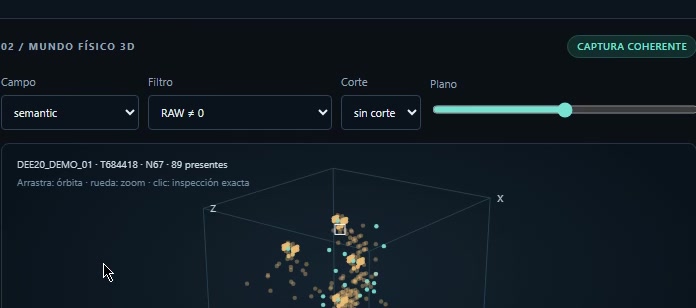 02 / MUNDO FÍSICO 3D
CAPTURA COHERENTE
Campo
Filtro
Corte
Plano
semantic
RAW ≠ 0
sin corte
DEE20_DEMO_01 · T684418 · N67 · 89 presentes
Arrastra: órbita · rueda: zoom · clic: inspección exacta
Z
X